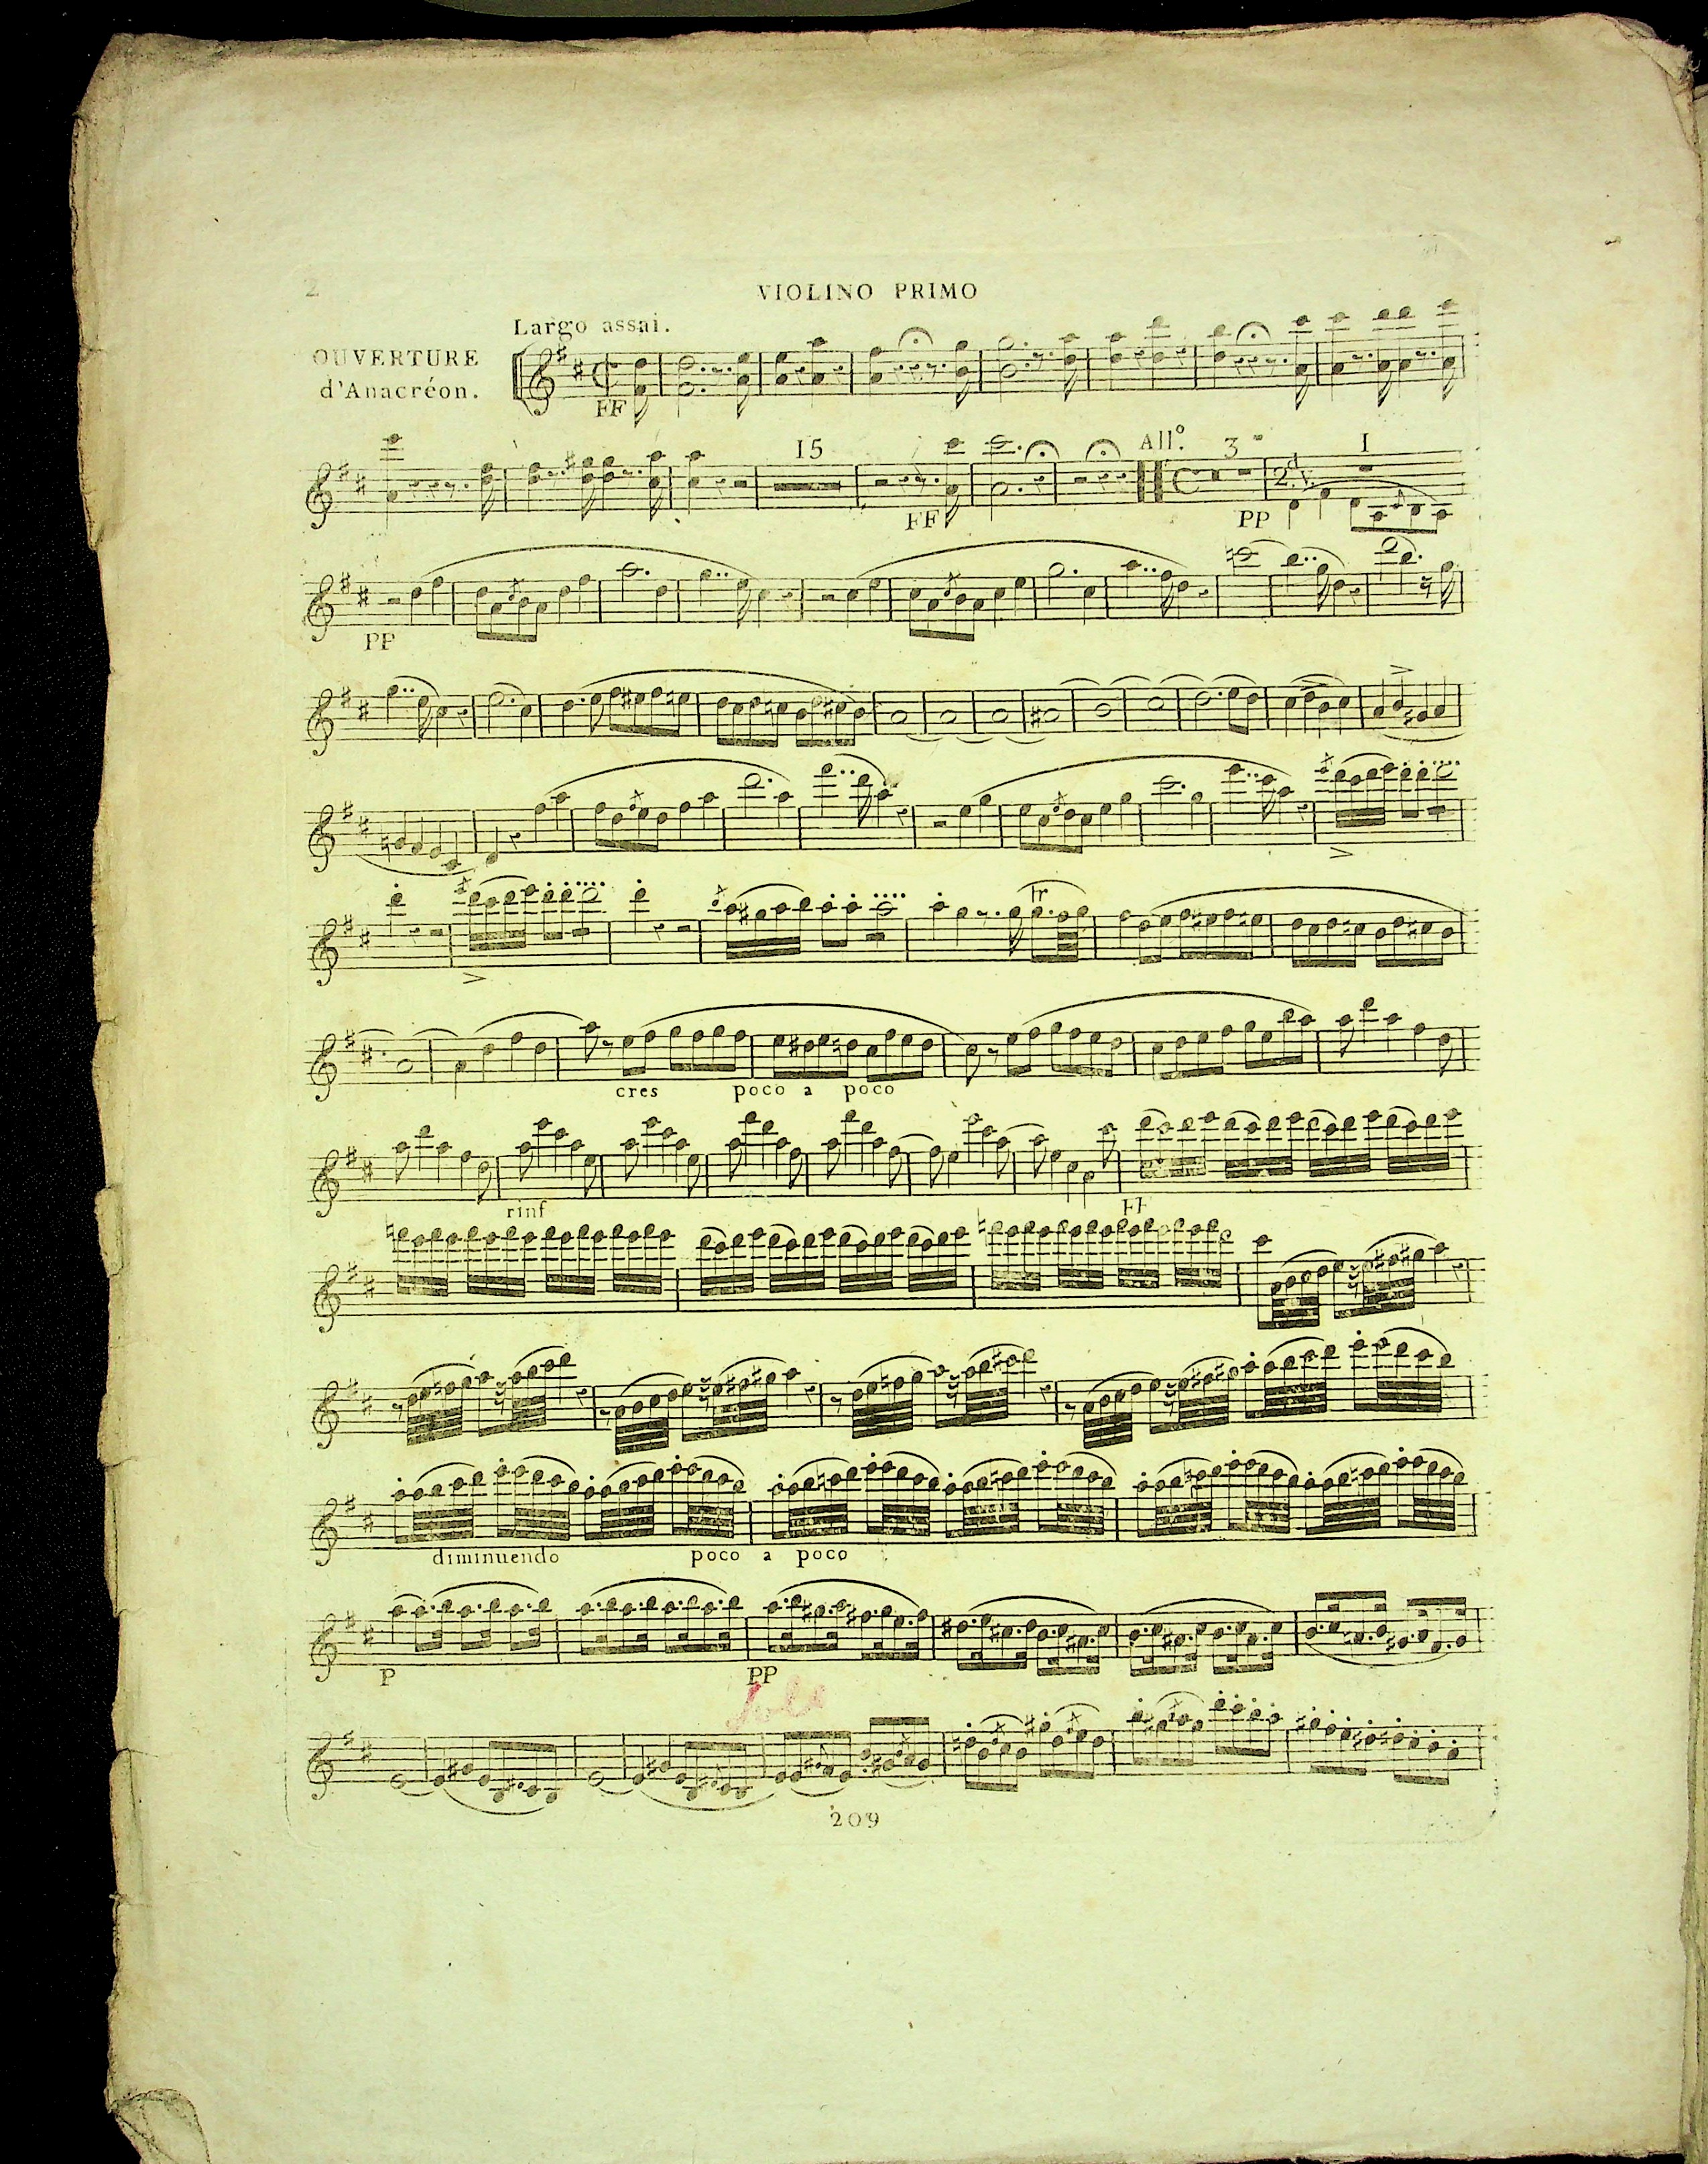 2
VIOLINO PRIMO
Largo assai.
OUVERTURE
d'Anacréon.
FF
15
All°.
3
1
2.d V.
FF
PP
PP
tr
cres poco a poco
rinf
FF
diminuendo poco a poco
P
PP
Solo
209